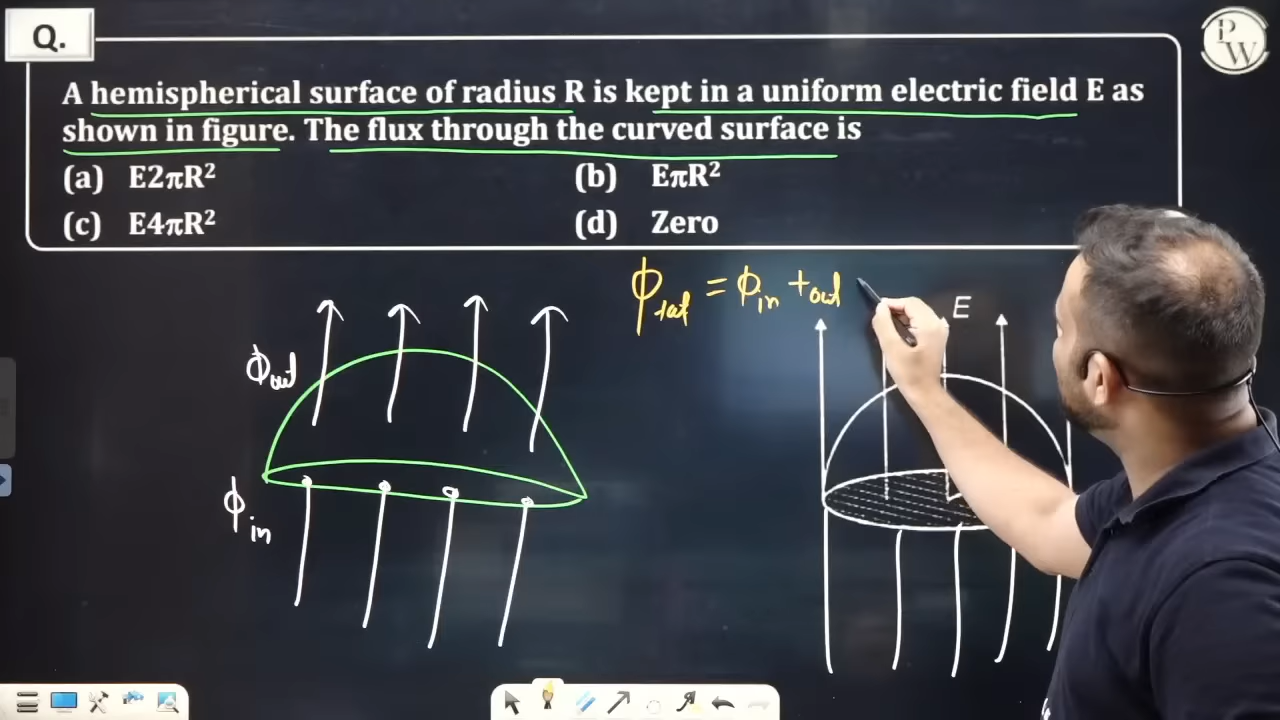 Q.
PW
A hemispherical surface of radius R is kept in a uniform electric field E as
shown in figure. The flux through the curved surface is
(a) E2πR²
(b) EπR²
(c) E4πR²
(d) Zero
ϕtot = ϕin + out
E
ϕout
ϕin